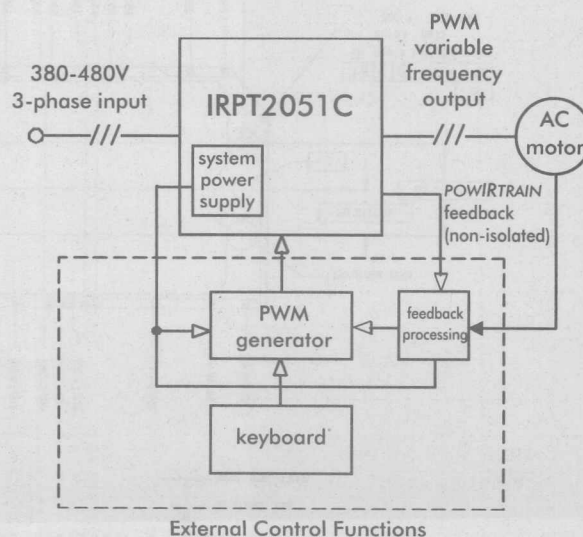 380-480V
3-phase input
IRPT2051C
system
power
supply
PWM
variable
frequency
output
AC
motor
POWIRTRAIN
feedback
(non-isolated)
PWM
generator
feedback
processing
keyboard
External Control Functions